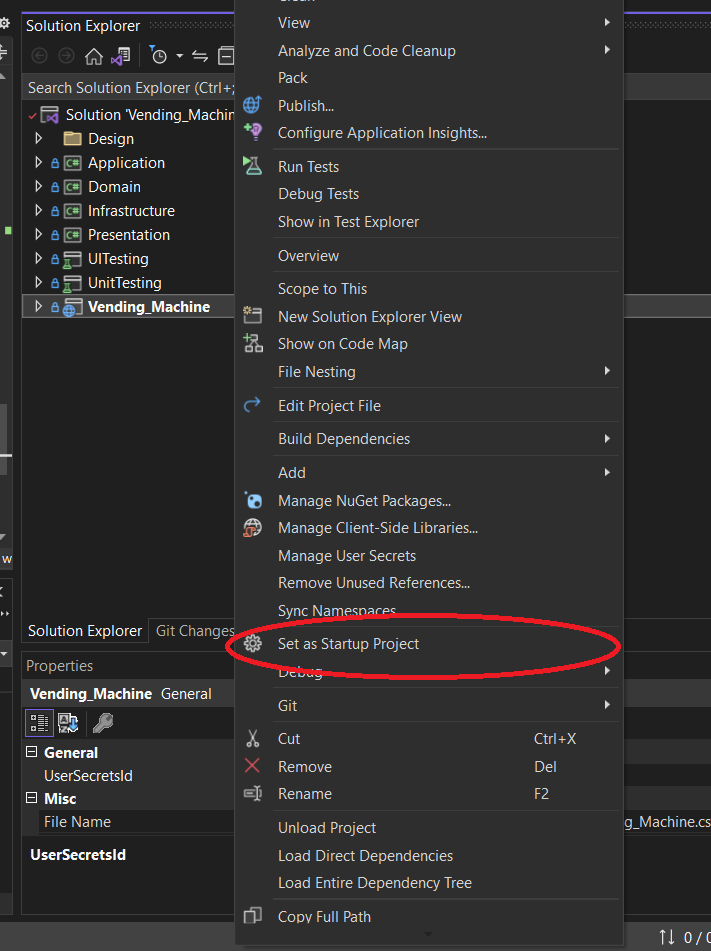 Solution Explorer
Search Solution Explorer (Ctrl+;
Solution 'Vending_Machin
Design
Application
Domain
Infrastructure
Presentation
UITesting
UnitTesting
Vending_Machine
Solution Explorer
Git Changes
Properties
Vending_Machine General
General
UserSecretsId
Misc
File Name
UserSecretsId
Clean
View
Analyze and Code Cleanup
Pack
Publish...
Configure Application Insights...
Run Tests
Debug Tests
Show in Test Explorer
Overview
Scope to This
New Solution Explorer View
Show on Code Map
File Nesting
Edit Project File
Build Dependencies
Add
Manage NuGet Packages...
Manage Client-Side Libraries...
Manage User Secrets
Remove Unused References...
Sync Namespaces
Set as Startup Project
Debug
Git
Cut Ctrl+X
Remove Del
Rename F2
Unload Project
Load Direct Dependencies
Load Entire Dependency Tree
Copy Full Path
g_Machine.cs
w
0 / 0